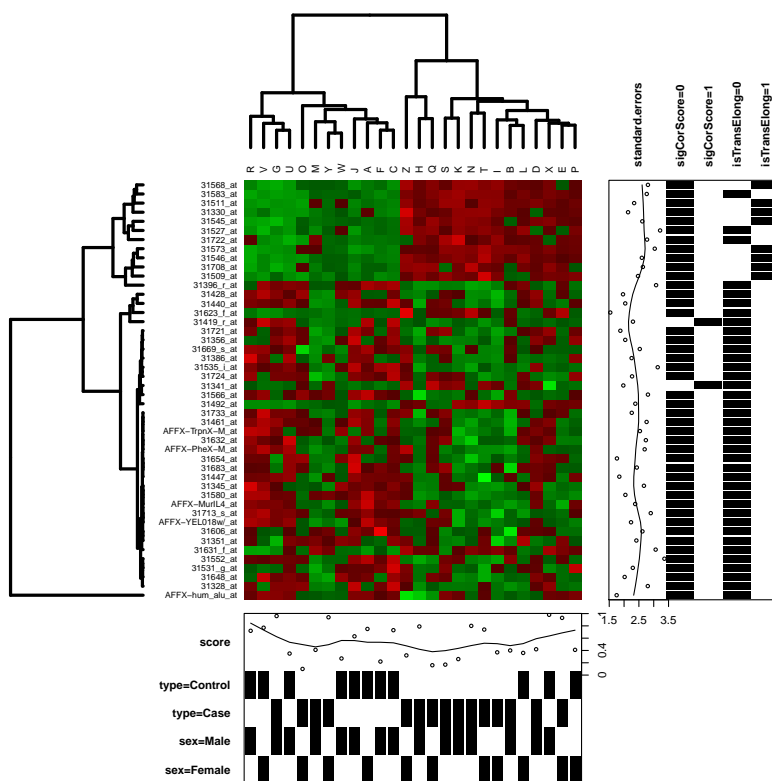 standard.errors
sigCorScore=0
sigCorScore=1
isTransElong=0
isTransElong=1
R V G U O M Y W J A F C Z H Q S K N T I B L D X E P
31568_at
31583_at
31511_at
31330_at
31545_at
31527_at
31722_at
31573_at
31546_at
31708_at
31509_at
31396_r_at
31428_at
31440_at
31623_f_at
31419_r_at
31721_at
31356_at
31669_s_at
31386_at
31535_i_at
31724_at
31341_at
31566_at
31492_at
31733_at
31461_at
AFFX-TrpnX-M_at
31632_at
AFFX-PheX-M_at
31654_at
31683_at
31447_at
31345_at
31580_at
AFFX-MurIL4_at
31713_s_at
AFFX-YEL018w/_at
31606_at
31351_at
31631_f_at
31552_at
31531_g_at
31648_at
31328_at
AFFX-hum_alu_at
1.5 2.5 3.5
score
0 0.4 1
type=Control
type=Case
sex=Male
sex=Female